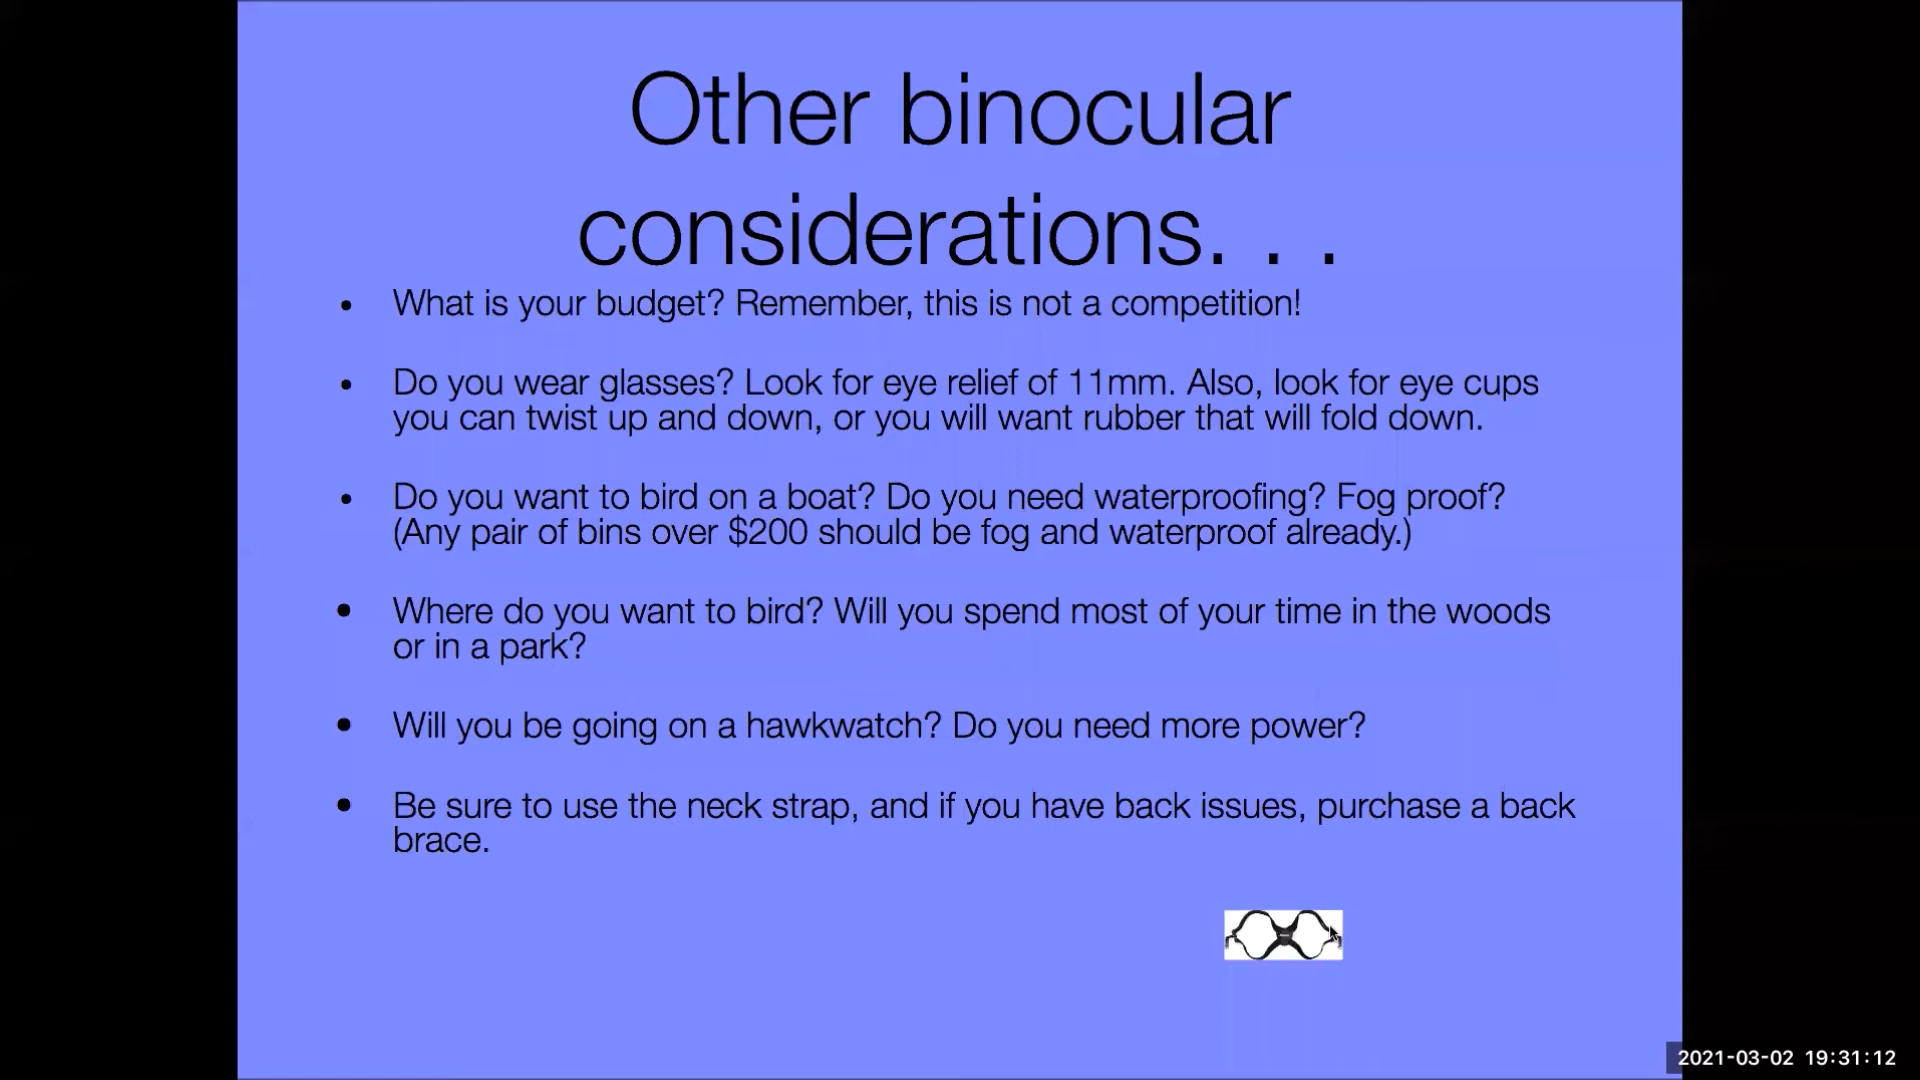 Other binocular
considerations. . .
• What is your budget? Remember, this is not a competition!
• Do you wear glasses? Look for eye relief of 11mm. Also, look for eye cups
you can twist up and down, or you will want rubber that will fold down.
• Do you want to bird on a boat? Do you need waterproofing? Fog proof?
(Any pair of bins over $200 should be fog and waterproof already.)
• Where do you want to bird? Will you spend most of your time in the woods
or in a park?
• Will you be going on a hawkwatch? Do you need more power?
• Be sure to use the neck strap, and if you have back issues, purchase a back
brace.
2021-03-02 19:31:12